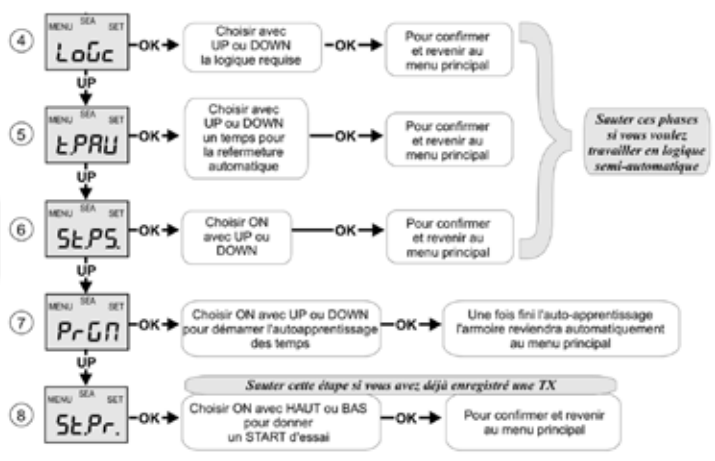 MENU SEA SET
4 LoGc OK Choisir avec
UP ou DOWN
la logique requise
OK Pour confirmer
et revenir au
menu principal
UP
MENU SEA SET
5 t.PAU OK Choisir avec
UP ou DOWN
un temps pour
la refermeture
automatique
OK Pour confirmer
et revenir au
menu principal
Sauter ces phases
si vous voulez
travailler en logique
semi-automatique
UP
MENU SEA SET
6 St.PS. OK Choisir ON
avec UP ou
DOWN
OK Pour confirmer
et revenir au
menu principal
UP
MENU SEA SET
7 PrGN OK Choisir ON avec UP ou DOWN
pour démarrer l'autoapprentissage
des temps
OK Une fois fini l'auto-apprentissage
l'armoire reviendra automatiquement
au menu principal
UP
Sauter cette étape si vous avez déjà enregistré une TX
MENU SEA SET
8 St.Pr. OK Choisir ON avec HAUT ou BAS
pour donner
un START d'essai
OK Pour confirmer et revenir
au menu principal